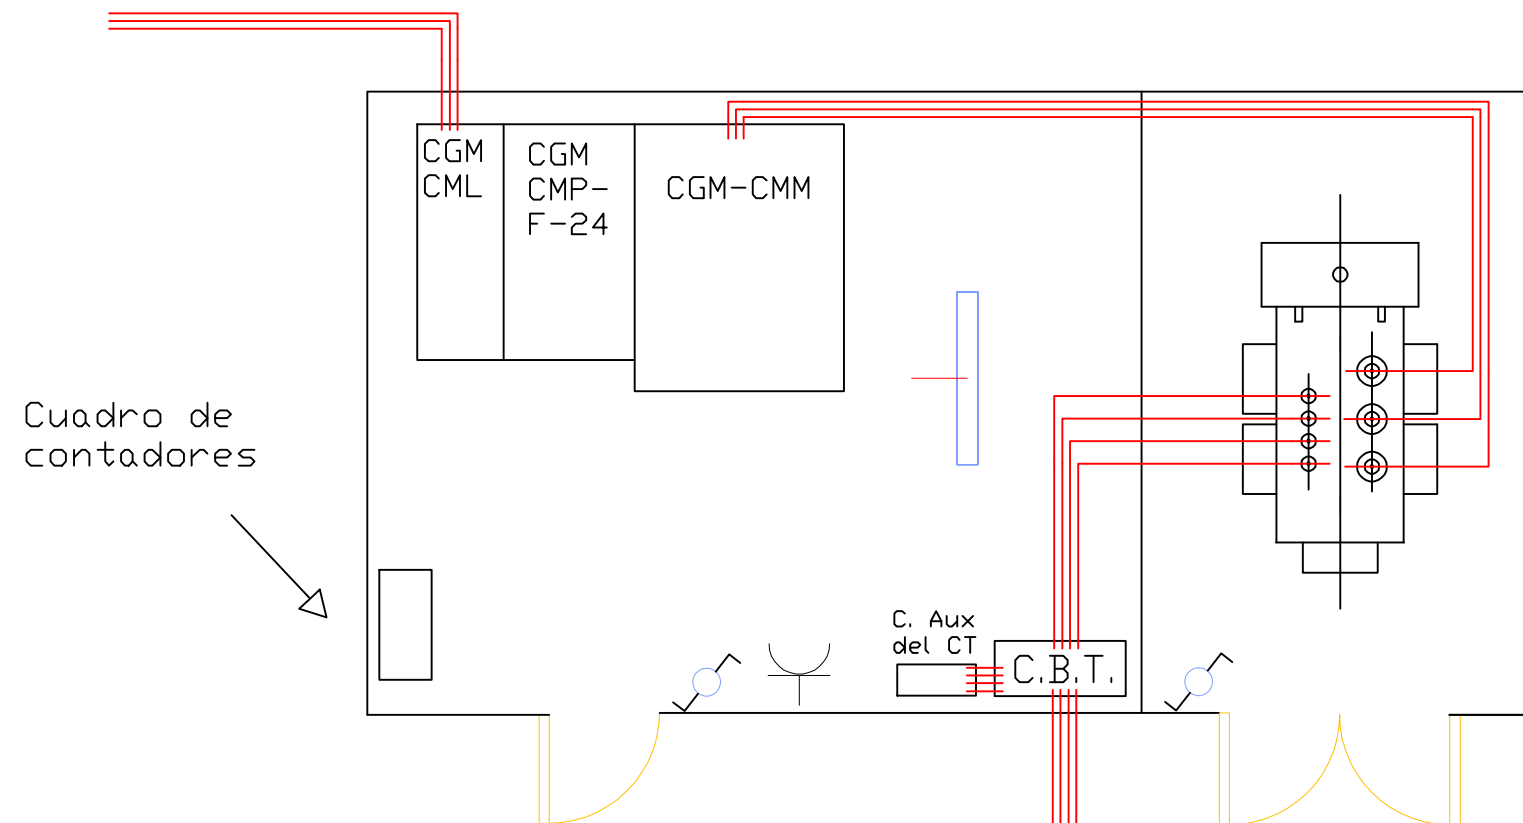 CGM
CML
CGM
CMP-
F-24
CGM-CMM
Cuadro de
contadores
C. Aux
del CT
C.B.T.